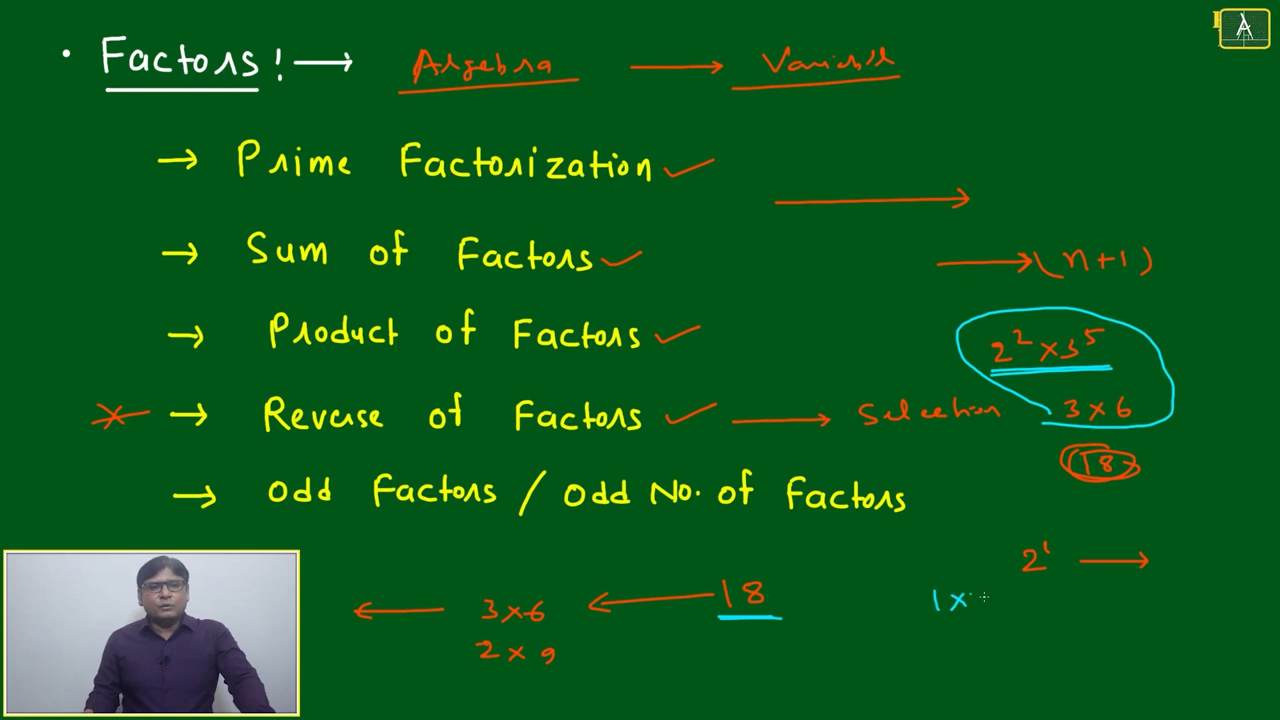 • Factors! → Algebra → Variable
→ Prime Factorization ✓
→ Sum of Factors ✓ → (n+1)
→ Product of Factors ✓
2² × 3⁵
→ Reverse of Factors ✓ → Selection
3 × 6
18
→ Odd Factors / Odd No. of Factors
2¹ →
← 3×6 ← 18
1 ×
2 × 9